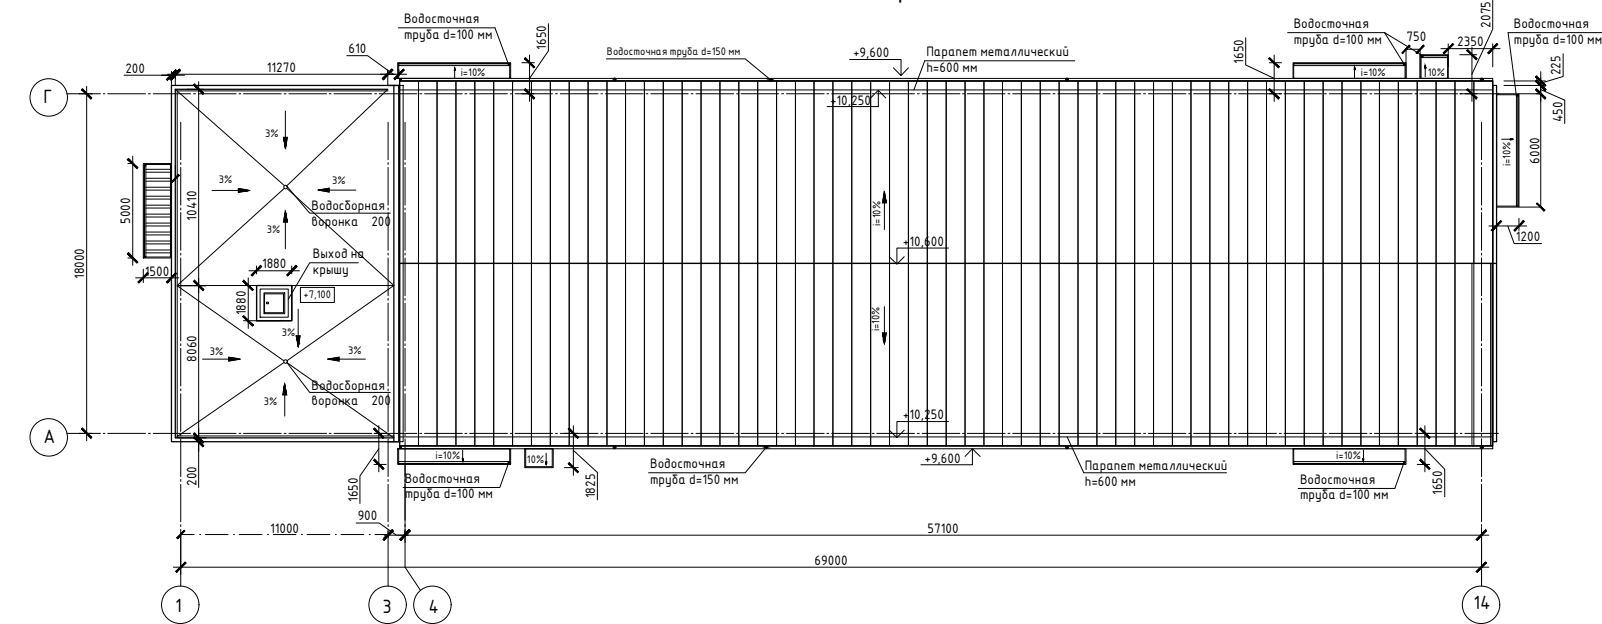 Водосточная
труба d=100 мм
1650
610
200
11270
i=10%
Водосточная труба d=150 мм
+9,600
Парапет металлический
h=600 мм
+10,250
1650
Водосточная
труба d=100 мм
750
2350
2075
Водосточная
труба d=100 мм
i=10%
10%
225
450
Г
3%
3%
3%
3%
10410
5000
18000
1500
Водосборная
воронка 200
Выход на
крышу
1880
1880
+7,100
i=10%
+10,600
i=10%
i=10%
6000
1200
8060
3%
3%
3%
3%
Водосборная
воронка 200
+10,250
А
200
i=10%
10%
1650
Водосточная
труба d=100 мм
1825
Водосточная
труба d=150 мм
+9,600
Парапет металлический
h=600 мм
i=10%
Водосточная
труба d=100 мм
1650
11000
900
57100
69000
1
3
4
14